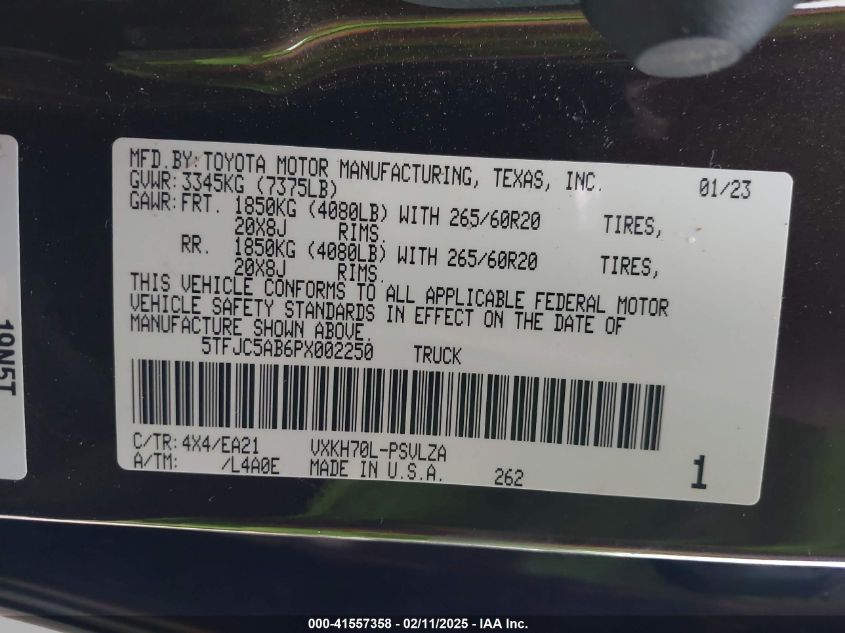 MFD.BY:TOYOTA MOTOR MANUFACTURING, TEXAS, INC. 01/23
GVWR:3345KG (7375LB)
GAWR:FRT. 1850KG (4080LB) WITH 265/60R20 TIRES,
20X8J RIMS.
RR. 1850KG (4080LB) WITH 265/60R20 TIRES,
20X8J RIMS.
THIS VEHICLE CONFORMS TO ALL APPLICABLE FEDERAL MOTOR
VEHICLE SAFETY STANDARDS IN EFFECT ON THE DATE OF
MANUFACTURE SHOWN ABOVE.
5TFJC5AB6PX002250 TRUCK
C/TR:4X4/EA21 VXKH70L-PSVLZA
A/TM: /L4A0E MADE IN U.S.A. 262 1
19N5T
000-41557358 - 02/11/2025 - IAA Inc.